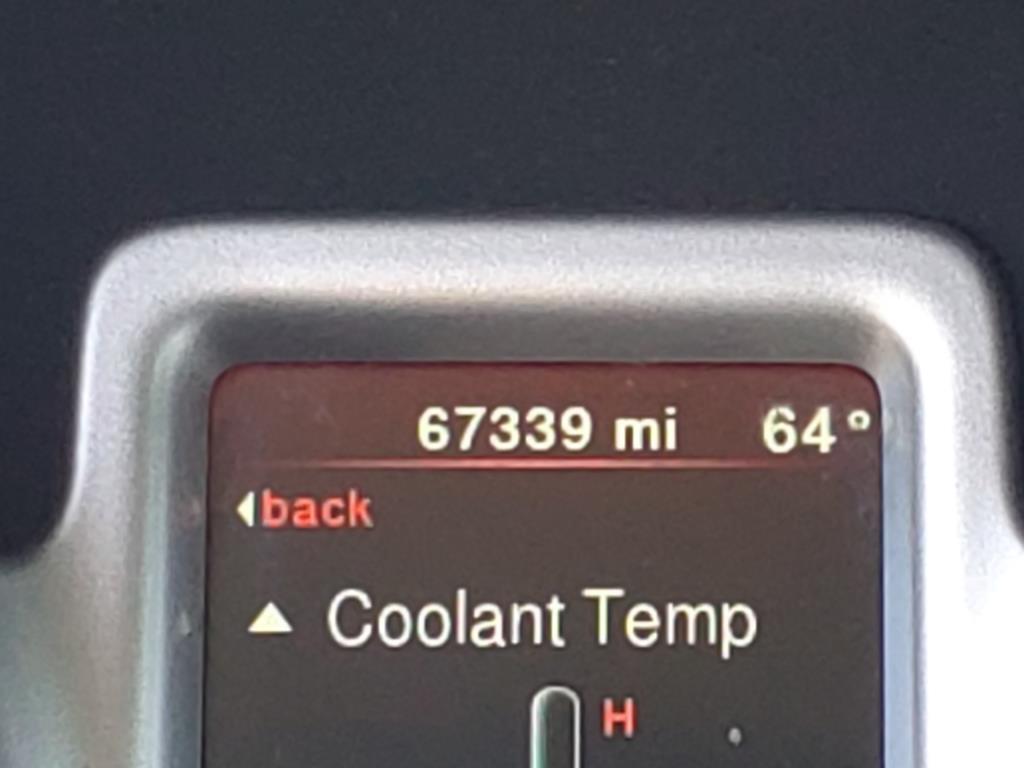 67339 mi 64°
back
Coolant Temp
H